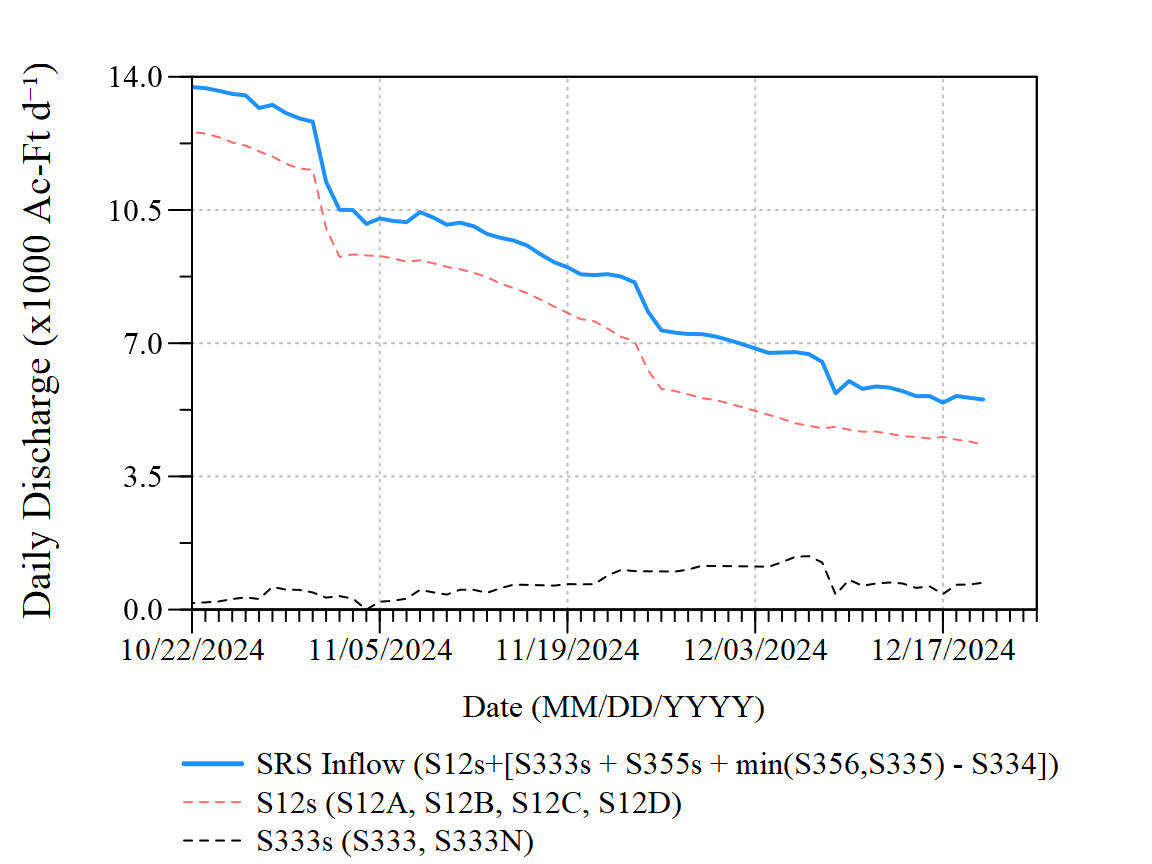 Daily Discharge (x1000 Ac-Ft d⁻¹)
14.0
10.5
7.0
3.5
0.0
10/22/2024 11/05/2024 11/19/2024 12/03/2024 12/17/2024
Date (MM/DD/YYYY)
SRS Inflow (S12s+[S333s + S355s + min(S356,S335) - S334])
S12s (S12A, S12B, S12C, S12D)
S333s (S333, S333N)